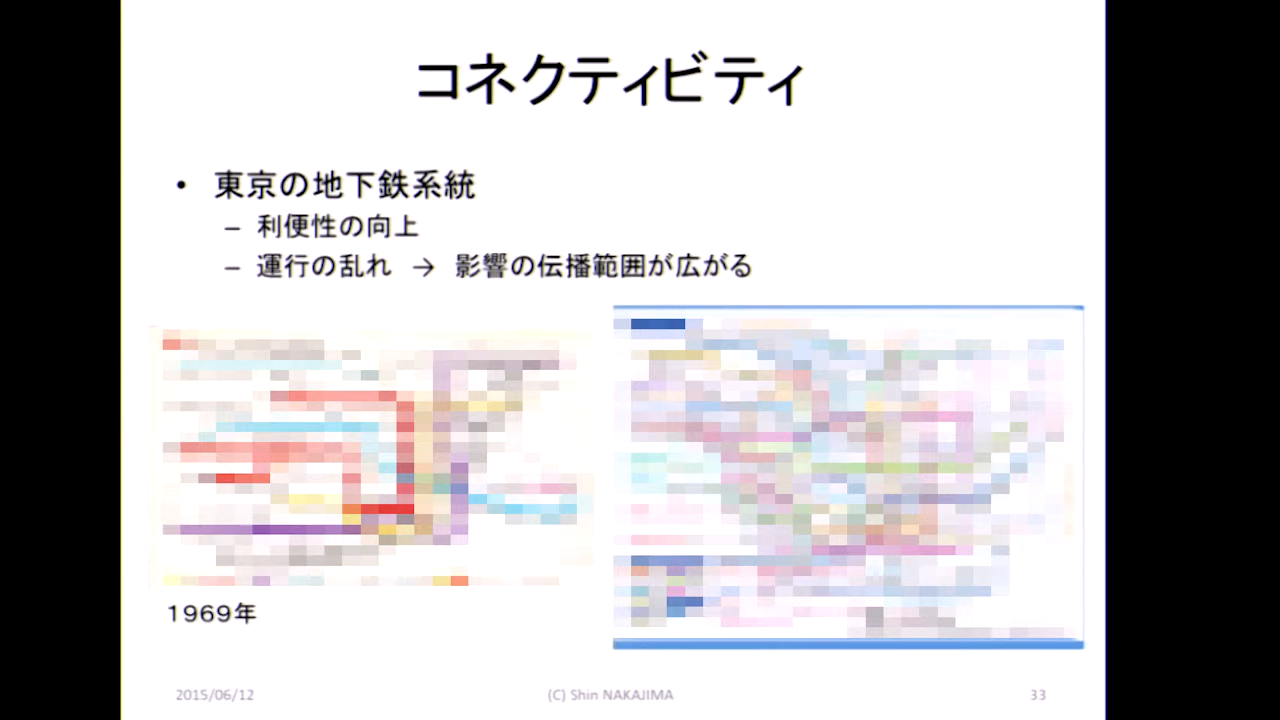 コネクティビティ
• 東京の地下鉄系統
– 利便性の向上
– 運行の乱れ → 影響の伝播範囲が広がる
1969年
2015/06/12
(C) Shin NAKAJIMA
33